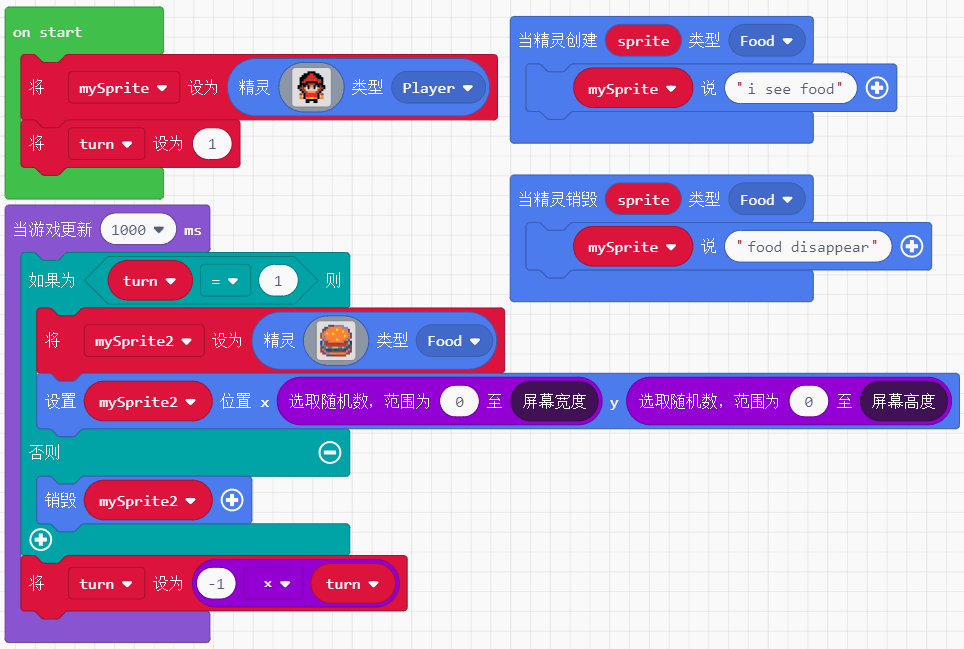 on start
将 mySprite 设为 精灵 类型 Player
将 turn 设为 1
当游戏更新 1000 ms
如果为 turn = 1 则
将 mySprite2 设为 精灵 类型 Food
设置 mySprite2 位置 x 选取随机数，范围为 0 至 屏幕宽度 y 选取随机数，范围为 0 至 屏幕高度
否则
销毁 mySprite2
将 turn 设为 -1 × turn
当精灵创建 sprite 类型 Food
mySprite 说 "i see food"
当精灵销毁 sprite 类型 Food
mySprite 说 "food disappear"